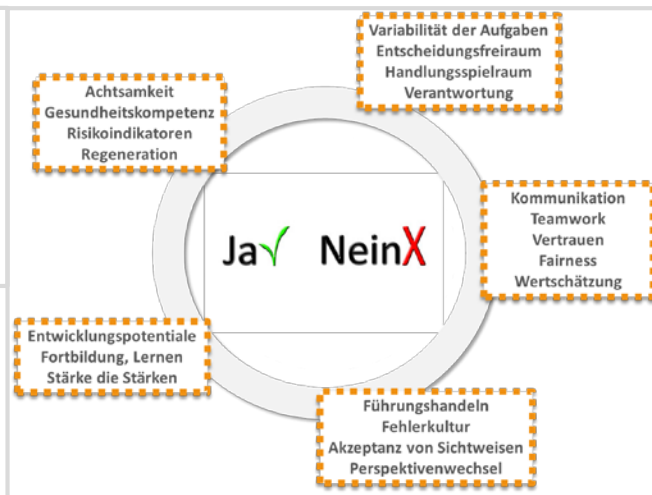 Variabilität der Aufgaben
Entscheidungsfreiraum
Handlungsspielraum
Verantwortung
Achtsamkeit
Gesundheitskompetenz
Risikoindikatoren
Regeneration
Kommunikation
Teamwork
Vertrauen
Fairness
Wertschätzung
Ja√ NeinX
Entwicklungspotentiale
Fortbildung, Lernen
Stärke die Stärken
Führungshandeln
Fehlerkultur
Akzeptanz von Sichtweisen
Perspektivenwechsel